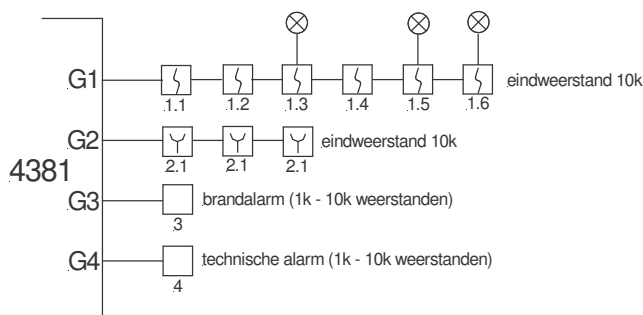 G1
1.1 1.2 1.3 1.4 1.5 1.6
eindweerstand 10k
G2
2.1 2.1 2.1
eindweerstand 10k
4381
G3
3
brandalarm (1k - 10k weerstanden)
G4
4
technische alarm (1k - 10k weerstanden)